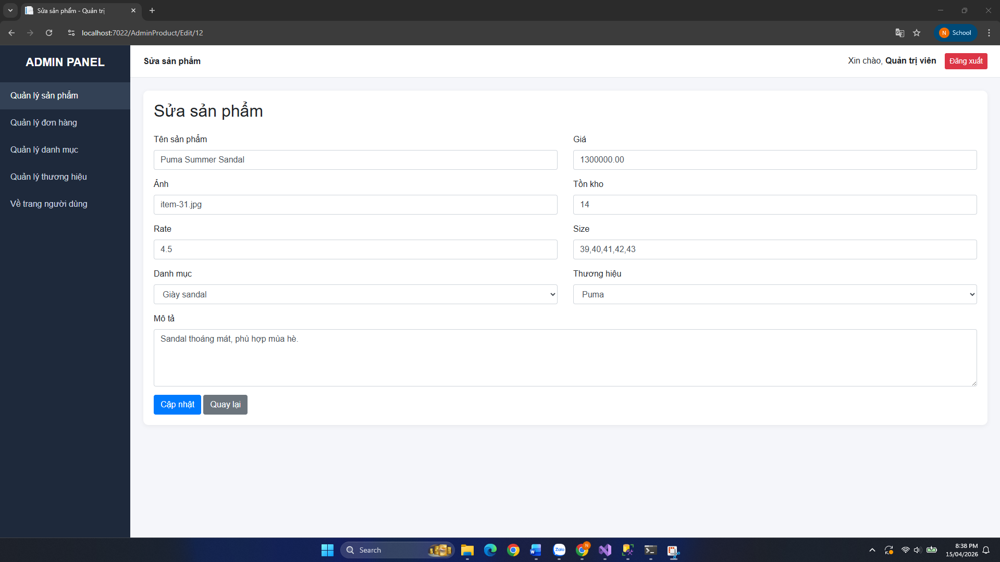 Sửa sản phẩm - Quản trị
localhost:7022/AdminProduct/Edit/12
N School
ADMIN PANEL
Sửa sản phẩm
Xin chào, Quản trị viên
Đăng xuất
Quản lý sản phẩm
Quản lý đơn hàng
Quản lý danh mục
Quản lý thương hiệu
Về trang người dùng
Sửa sản phẩm
Tên sản phẩm
Puma Summer Sandal
Giá
1300000.00
Ảnh
item-31.jpg
Tồn kho
14
Rate
4.5
Size
39,40,41,42,43
Danh mục
Giày sandal
Thương hiệu
Puma
Mô tả
Sandal thoáng mát, phù hợp mùa hè.
Cập nhật
Quay lại
Search
Zalo
N
8:38 PM
15/04/2026